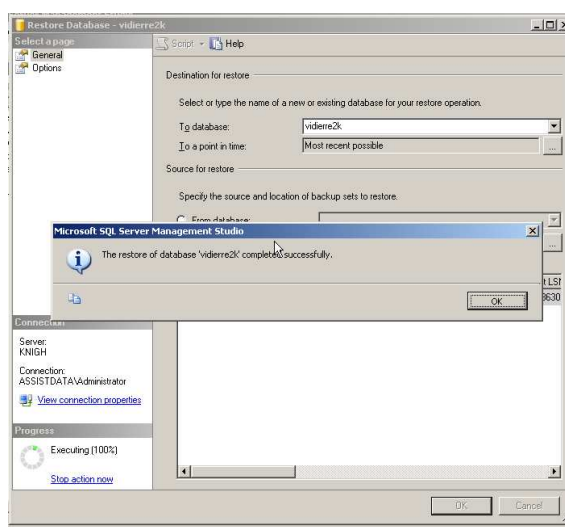 Restore Database - vidierre2k
Select a page
General
Options
Script
Help
Destination for restore
Select or type the name of a new or existing database for your restore operation.
To database:
vidierre2k
To a point in time:
Most recent possible
...
Source for restore
Specify the source and location of backup sets to restore.
From database:
...
Microsoft SQL Server Management Studio
The restore of database 'vidierre2k' completed successfully.
OK
t LSN
3630
Connection
Server:
KNIGH
Connection:
ASSISTDATA\Administrator
View connection properties
Progress
Executing (100%)
Stop action now
OK
Cancel